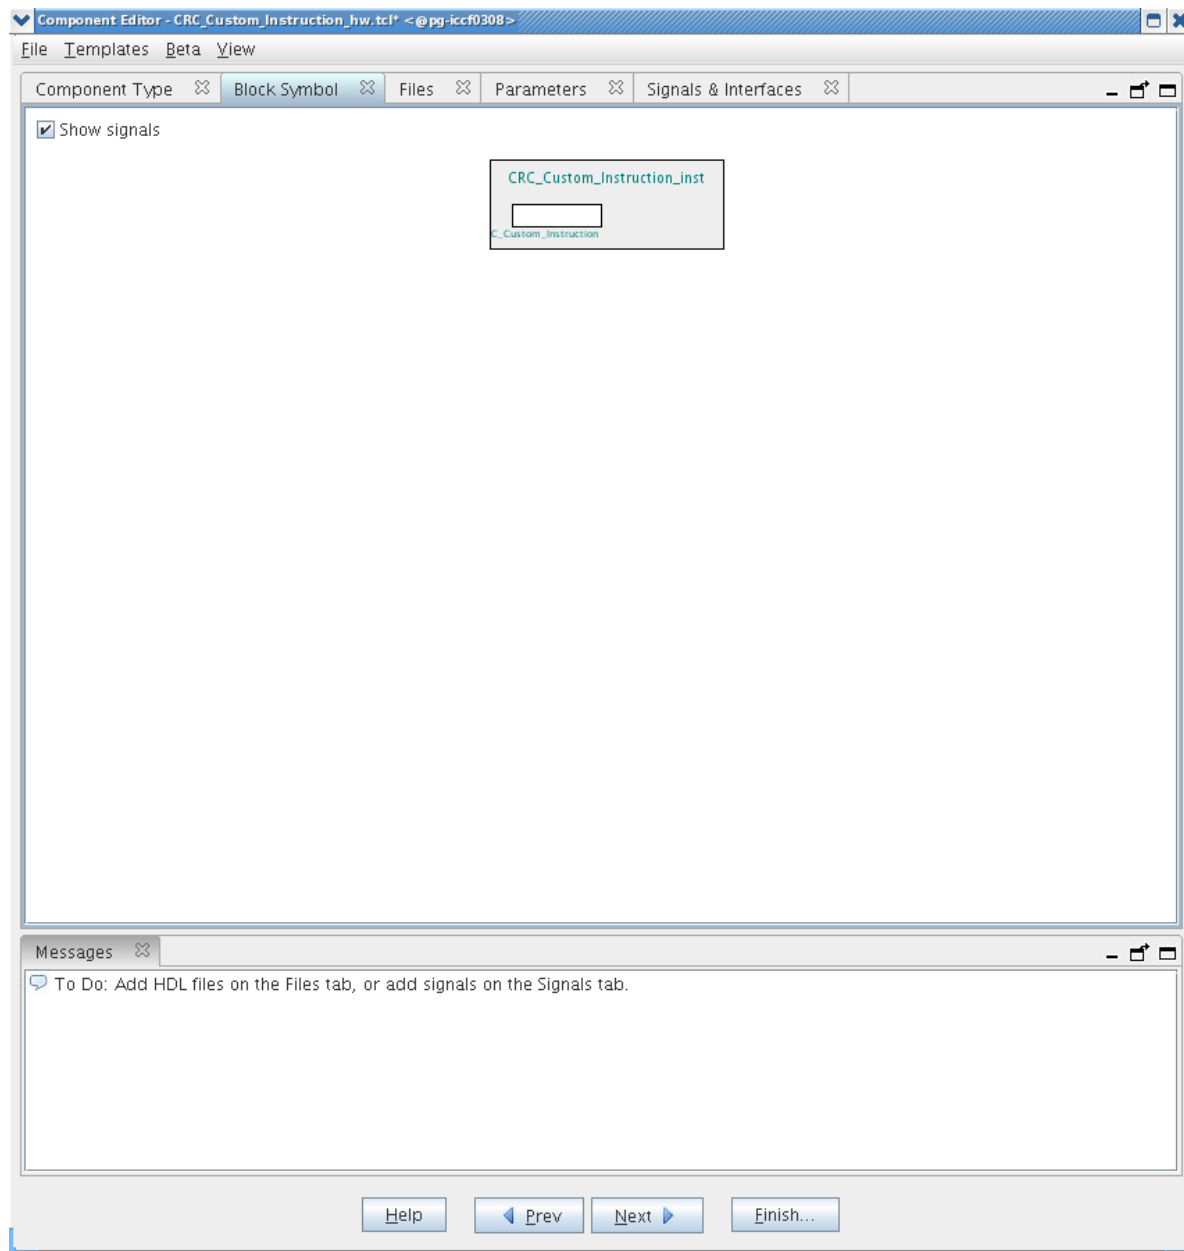 Component Editor - CRC_Custom_Instruction_hw.tcl* <@pg-iccf0308>
File Templates Beta View
Component Type Block Symbol Files Parameters Signals & Interfaces
Show signals
CRC_Custom_Instruction_inst
C_Custom_Instruction
Messages
To Do: Add HDL files on the Files tab, or add signals on the Signals tab.
Help Prev Next Finish...